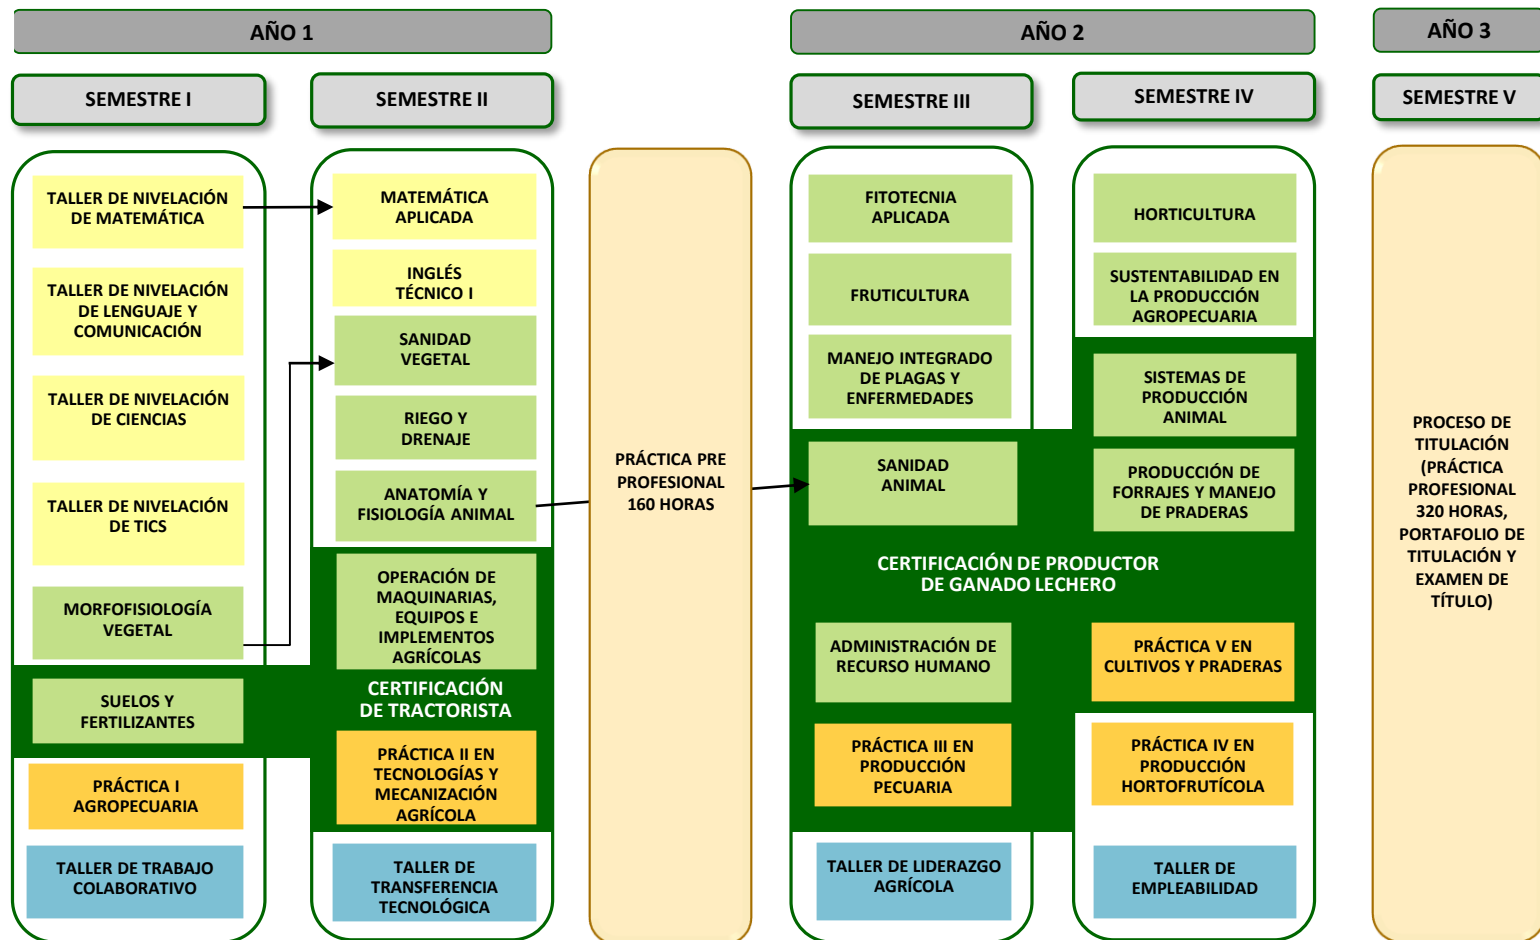 AÑO 1
AÑO 2
AÑO 3
SEMESTRE I
SEMESTRE II
SEMESTRE III
SEMESTRE IV
SEMESTRE V
TALLER DE NIVELACIÓN
DE MATEMÁTICA
TALLER DE NIVELACIÓN
DE LENGUAJE Y
COMUNICACIÓN
TALLER DE NIVELACIÓN
DE CIENCIAS
TALLER DE NIVELACIÓN
DE TICS
MORFOFISIOLOGÍA
VEGETAL
SUELOS Y
FERTILIZANTES
PRÁCTICA I
AGROPECUARIA
TALLER DE TRABAJO
COLABORATIVO
MATEMÁTICA
APLICADA
INGLÉS
TÉCNICO I
SANIDAD
VEGETAL
RIEGO Y
DRENAJE
ANATOMÍA Y
FISIOLOGÍA ANIMAL
OPERACIÓN DE
MAQUINARIAS,
EQUIPOS E
IMPLEMENTOS
AGRÍCOLAS
CERTIFICACIÓN
DE TRACTORISTA
PRÁCTICA II EN
TECNOLOGÍAS Y
MECANIZACIÓN
AGRÍCOLA
TALLER DE
TRANSFERENCIA
TECNOLÓGICA
PRÁCTICA PRE
PROFESIONAL
160 HORAS
FITOTECNIA
APLICADA
FRUTICULTURA
MANEJO INTEGRADO
DE PLAGAS Y
ENFERMEDADES
SANIDAD
ANIMAL
CERTIFICACIÓN DE PRODUCTOR
DE GANADO LECHERO
ADMINISTRACIÓN DE
RECURSO HUMANO
PRÁCTICA III EN
PRODUCCIÓN
PECUARIA
TALLER DE LIDERAZGO
AGRÍCOLA
HORTICULTURA
SUSTENTABILIDAD EN
LA PRODUCCIÓN
AGROPECUARIA
SISTEMAS DE
PRODUCCIÓN
ANIMAL
PRODUCCIÓN DE
FORRAJES Y MANEJO
DE PRADERAS
PRÁCTICA V EN
CULTIVOS Y PRADERAS
PRÁCTICA IV EN
PRODUCCIÓN
HORTOFRUTÍCOLA
TALLER DE
EMPLEABILIDAD
PROCESO DE
TITULACIÓN
(PRÁCTICA
PROFESIONAL
320 HORAS,
PORTAFOLIO DE
TITULACIÓN Y
EXAMEN DE
TÍTULO)